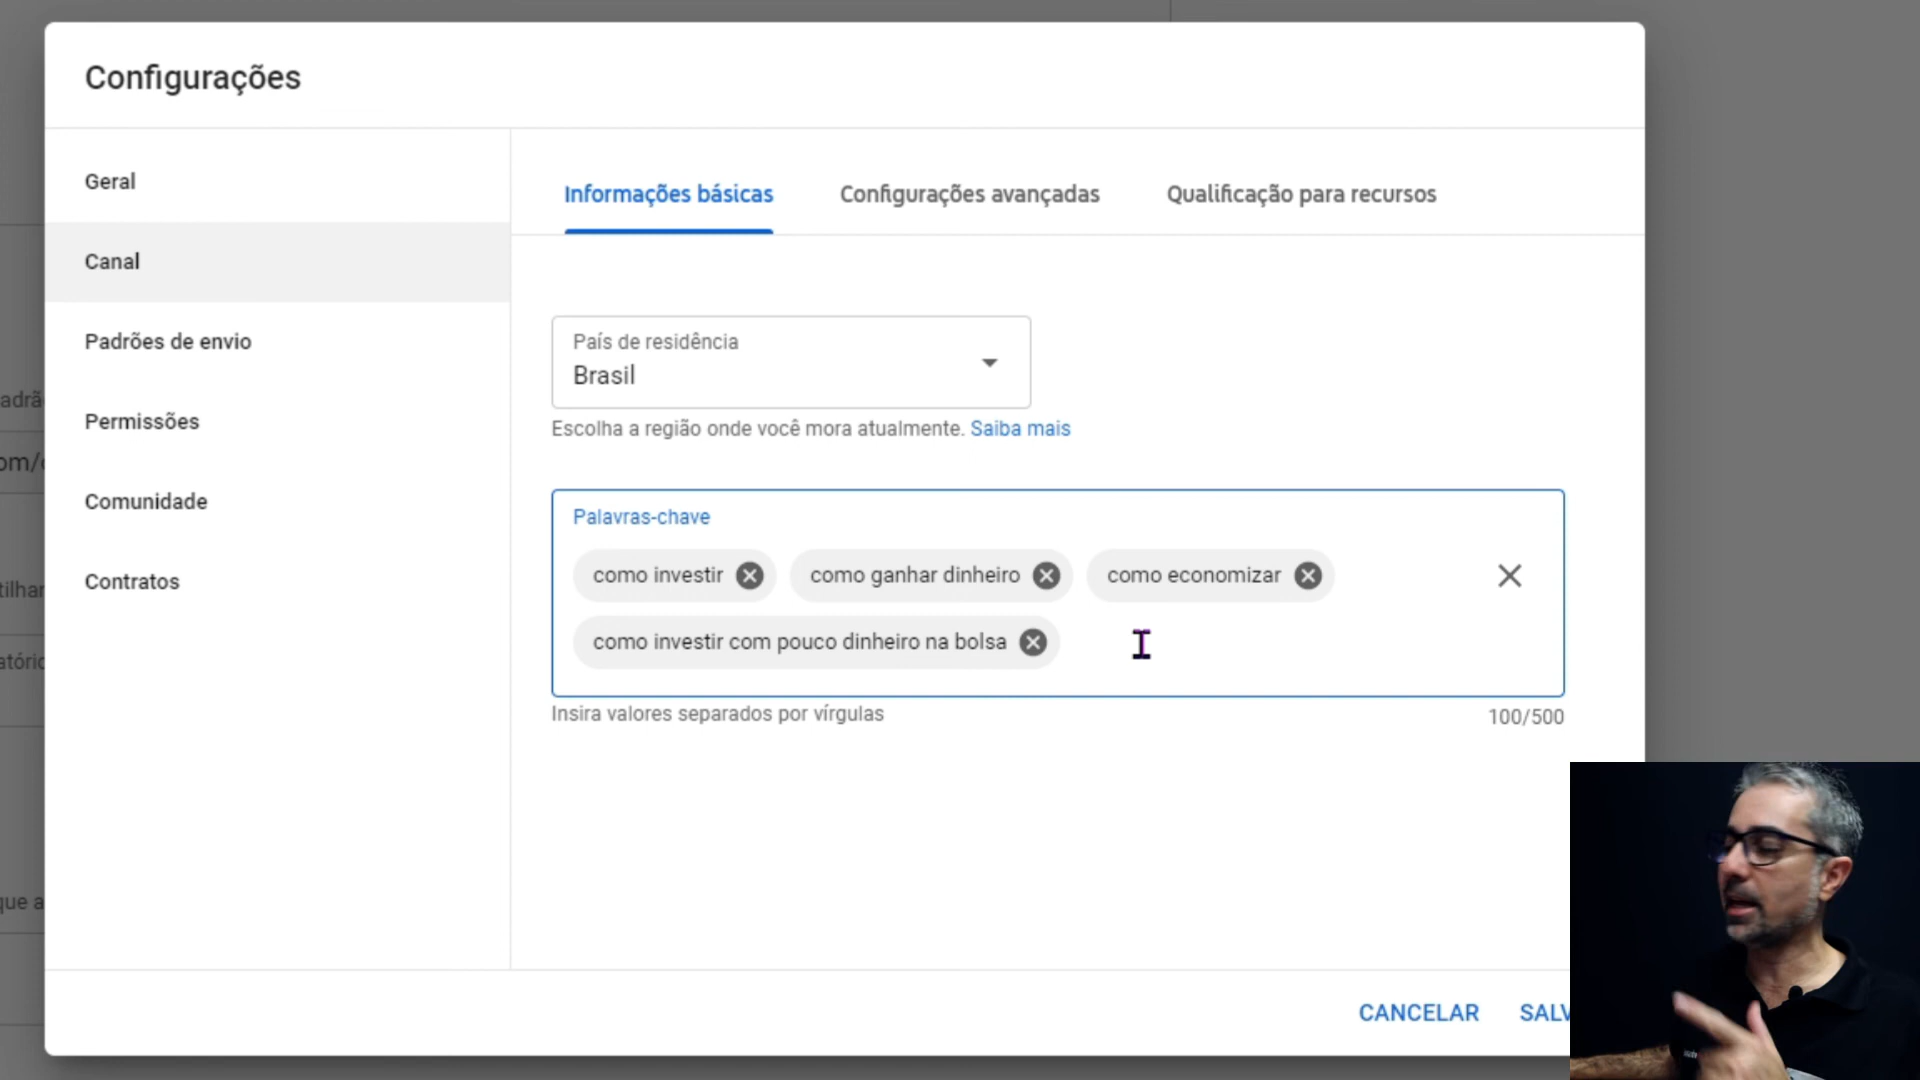 Configurações
Geral
Canal
Padrões de envio
Permissões
Comunidade
Contratos
Informações básicas
Configurações avançadas
Qualificação para recursos
País de residência
Brasil
Escolha a região onde você mora atualmente. Saiba mais
Palavras-chave
como investir
como ganhar dinheiro
como economizar
como investir com pouco dinheiro na bolsa
Insira valores separados por vírgulas
100/500
CANCELAR
SALV